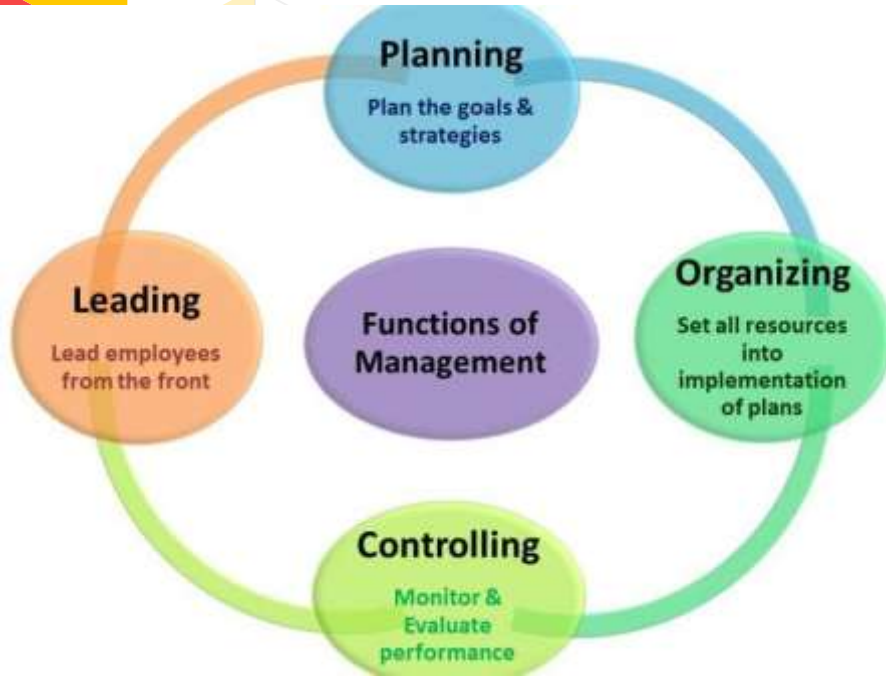 Planning
Plan the goals &
strategies
Organizing
Set all resources
into
implementation
of plans
Functions of
Management
Leading
Lead employees
from the front
Controlling
Monitor &
Evaluate
performance